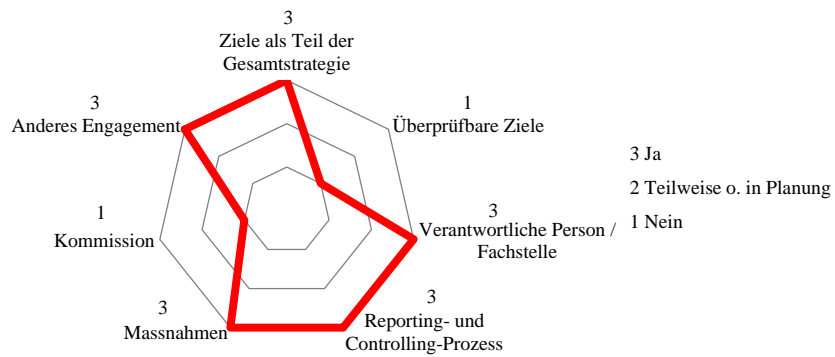 3
Ziele als Teil der
Gesamtstrategie
1
Überprüfbare Ziele
3
Verantwortliche Person /
Fachstelle
3
Reporting- und
Controlling-Prozess
3
Massnahmen
1
Kommission
3
Anderes Engagement
3 Ja
2 Teilweise o. in Planung
1 Nein